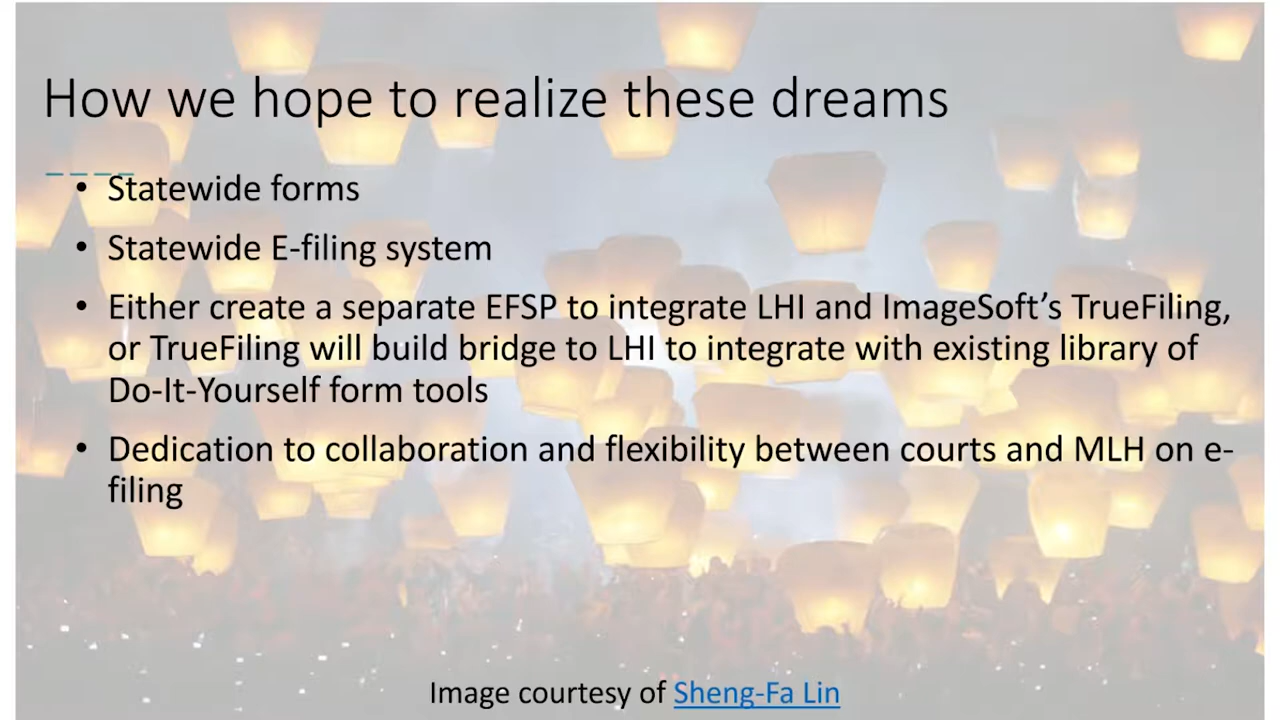 How we hope to realize these dreams
• Statewide forms
• Statewide E-filing system
• Either create a separate EFSP to integrate LHI and ImageSoft’s TrueFiling,
or TrueFiling will build bridge to LHI to integrate with existing library of
Do-It-Yourself form tools
• Dedication to collaboration and flexibility between courts and MLH on e-
filing
Image courtesy of Sheng-Fa Lin